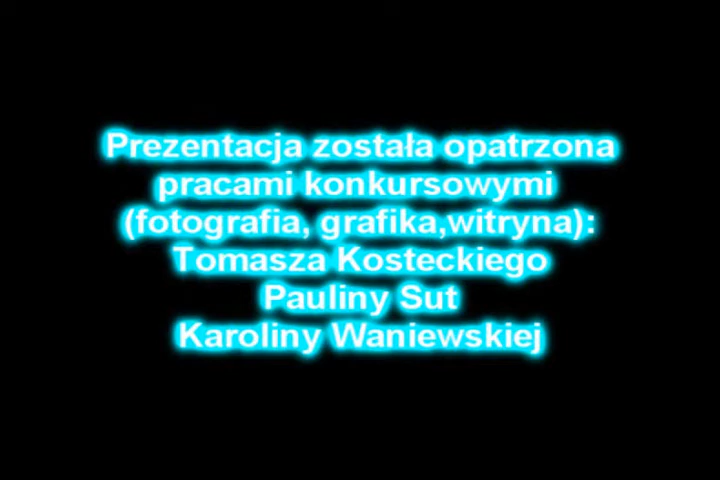 Prezentacja została opatrzona
pracami konkursowymi
(fotografia, grafika,witryna):
Tomasza Kosteckiego
Pauliny Sut
Karoliny Waniewskiej